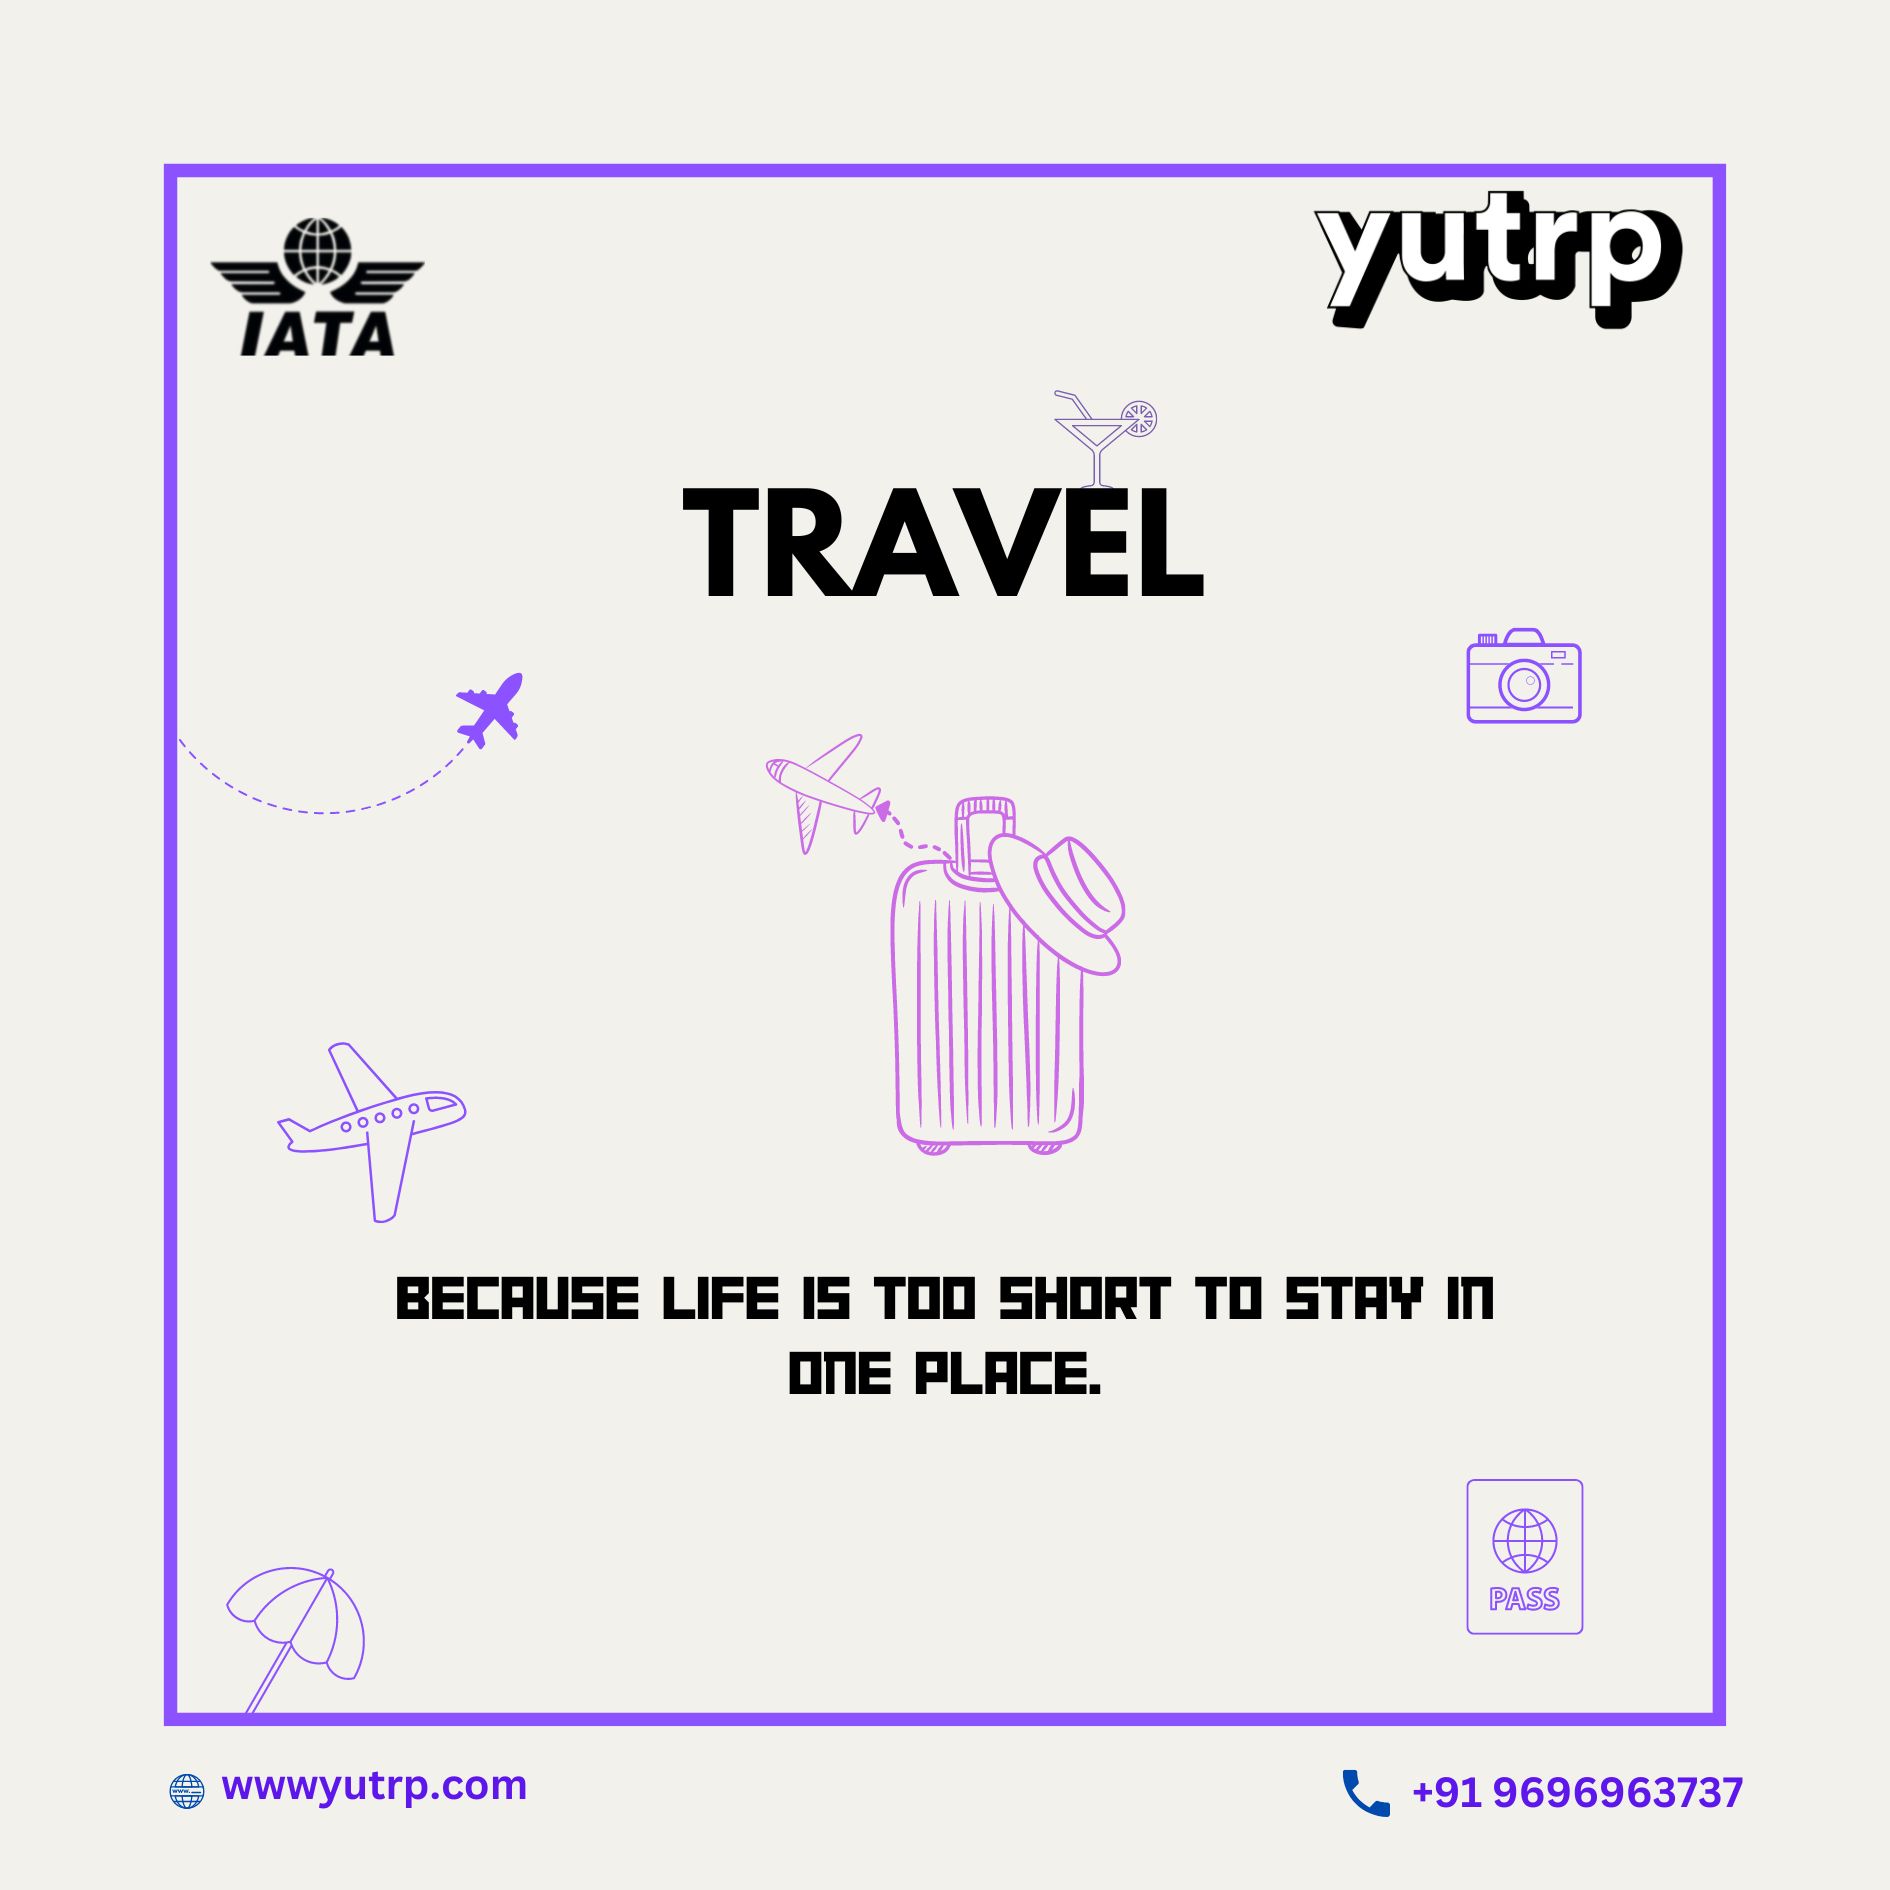 IATA
yutrp
TRAVEL
BECAUSE LIFE IS TOO SHORT TO STAY IN
ONE PLACE.
PASS
wwwyutrp.com
+91 9696963737